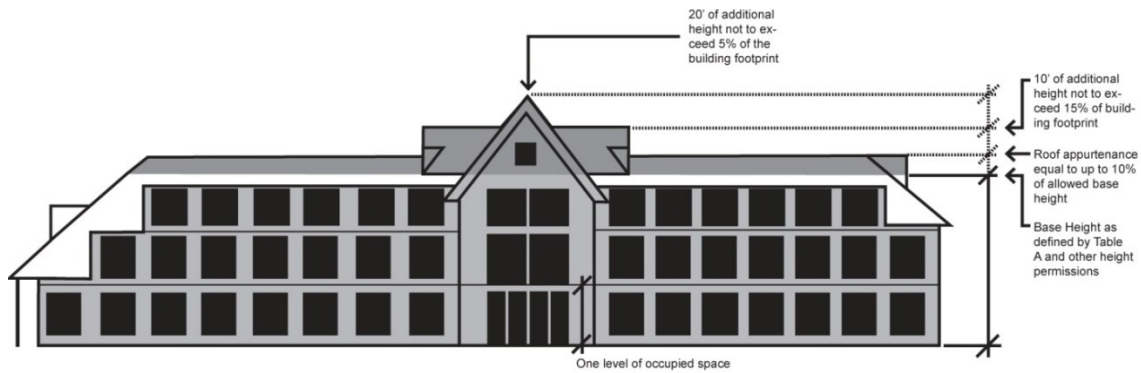 20' of additional
height not to ex-
ceed 5% of the
building footprint
10' of additional
height not to ex-
ceed 15% of build-
ing footprint
Roof appurtenance
equal to up to 10%
of allowed base
height
Base Height as
defined by Table
A and other height
permissions
One level of occupied space